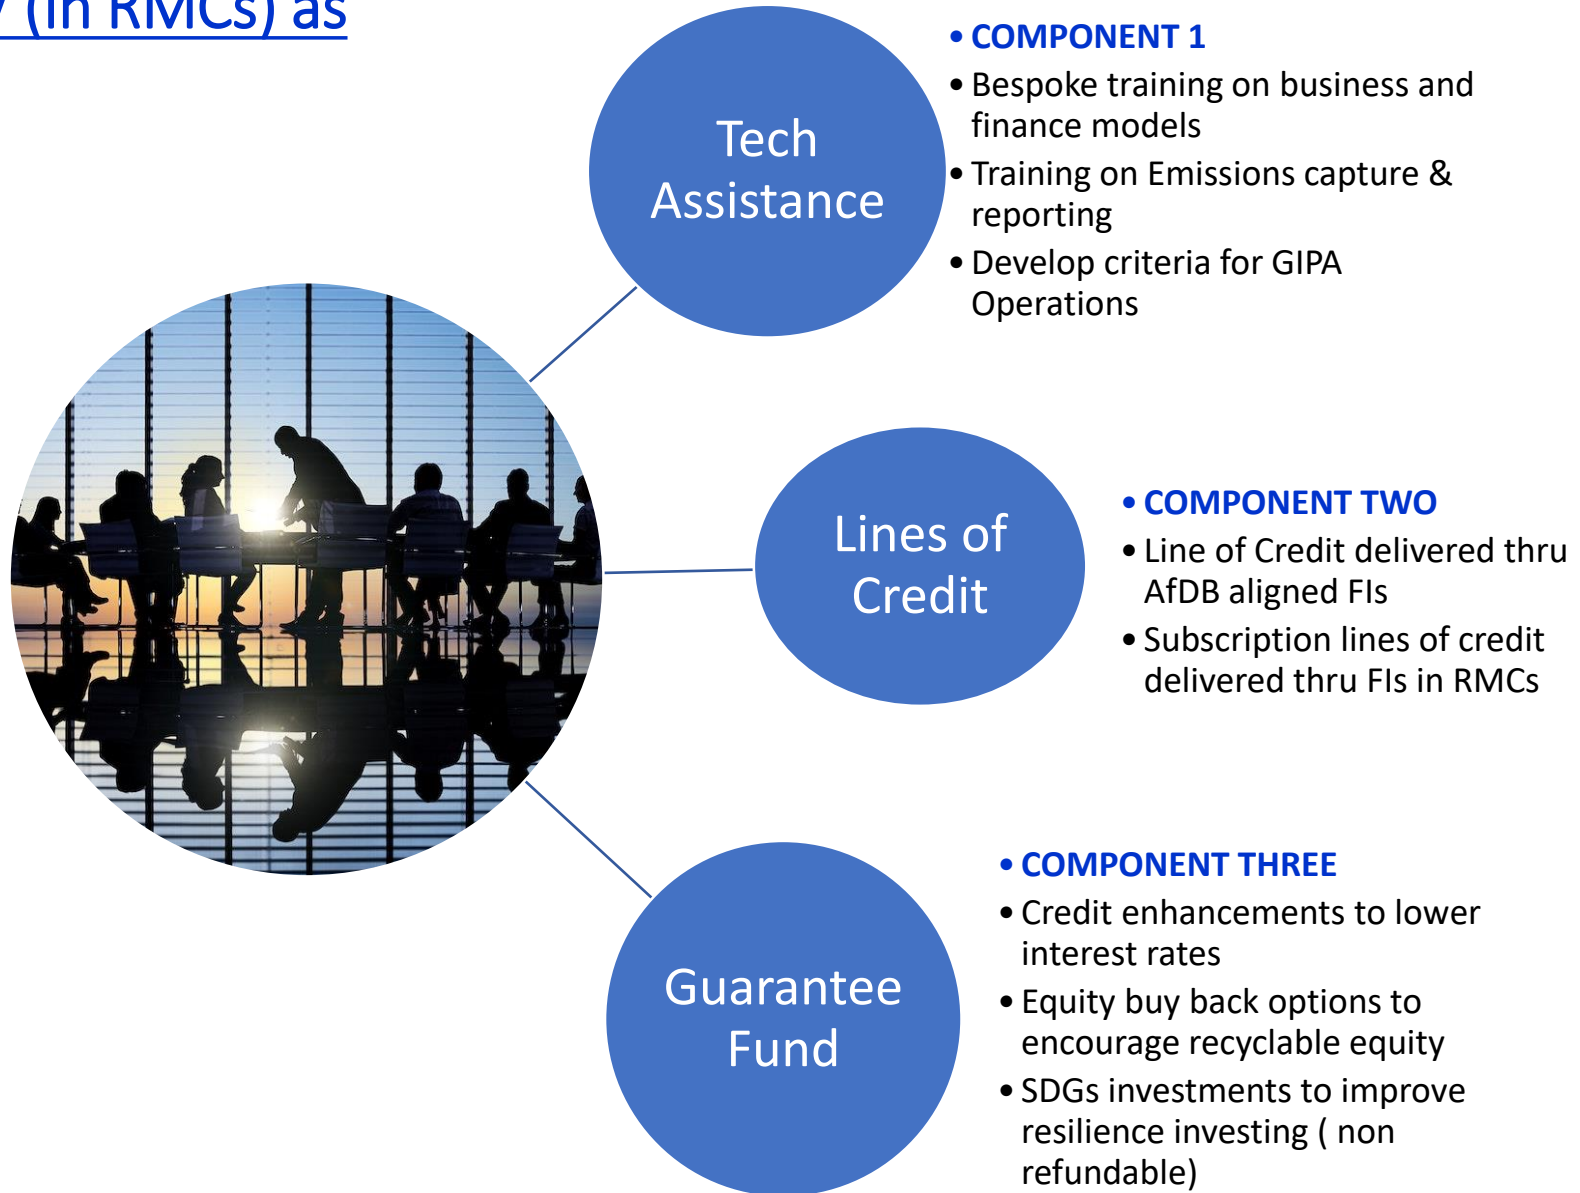 (in RMCs) as
Tech
Assistance
• COMPONENT 1
• Bespoke training on business and
finance models
• Training on Emissions capture &
reporting
• Develop criteria for GIPA
Operations
Lines of
Credit
• COMPONENT TWO
• Line of Credit delivered thru
AfDB aligned FIs
• Subscription lines of credit
delivered thru FIs in RMCs
Guarantee
Fund
• COMPONENT THREE
• Credit enhancements to lower
interest rates
• Equity buy back options to
encourage recyclable equity
• SDGs investments to improve
resilience investing ( non
refundable)